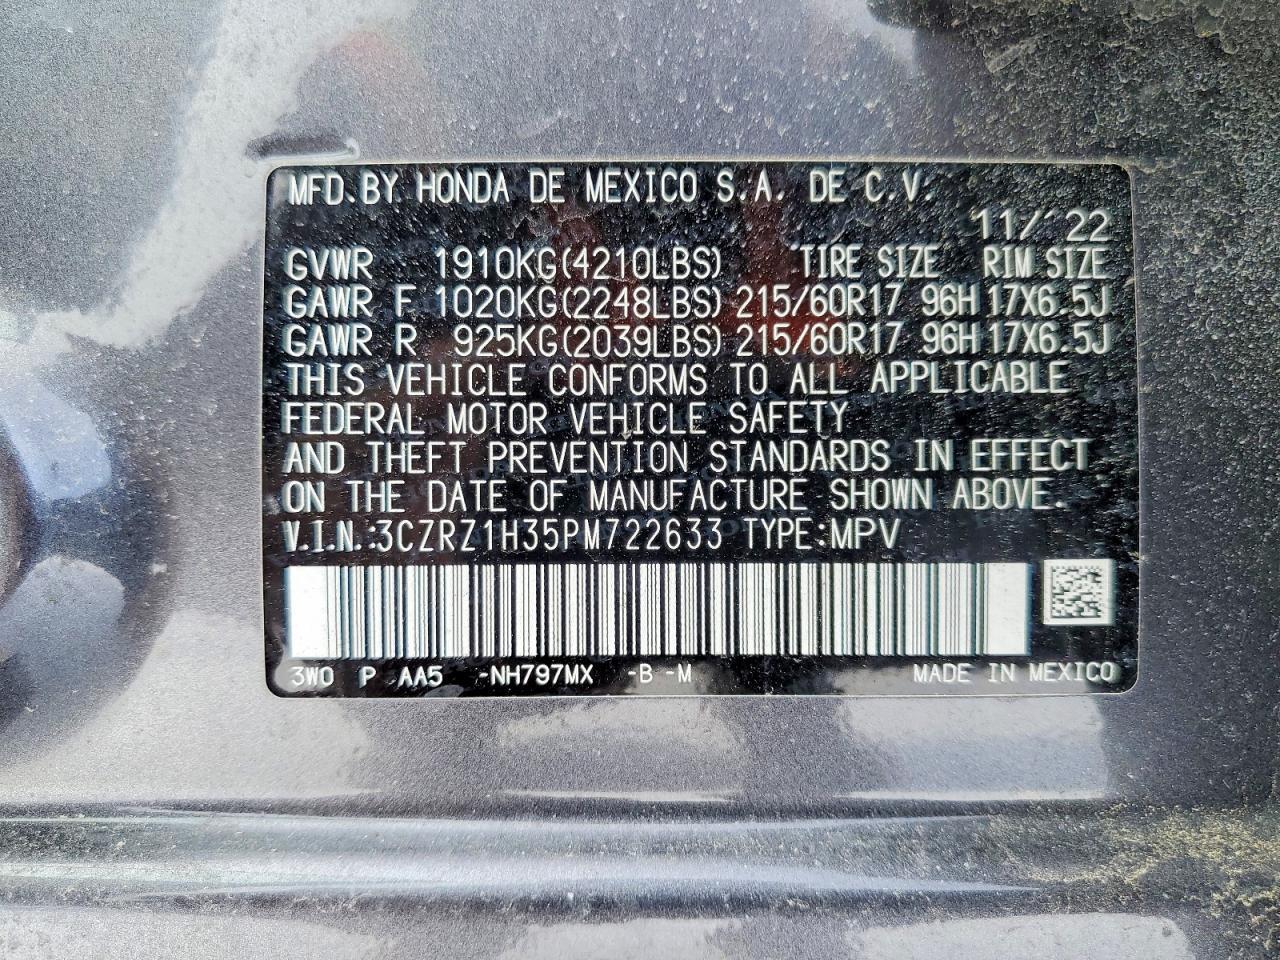 MFD.BY HONDA DE MEXICO S.A. DE C.V.
11/ 22
GVWR 1910KG(4210LBS) TIRE SIZE RIM SIZE
GAWR F 1020KG(2248LBS) 215/60R17 96H 17X6.5J
GAWR R 925KG(2039LBS) 215/60R17 96H 17X6.5J
THIS VEHICLE CONFORMS TO ALL APPLICABLE
FEDERAL MOTOR VEHICLE SAFETY
AND THEFT PREVENTION STANDARDS IN EFFECT
ON THE DATE OF MANUFACTURE SHOWN ABOVE.
V.I.N.:3CZRZ1H35PM722633 TYPE:MPV
3W0 P AA5 -NH797MX -B -M MADE IN MEXICO